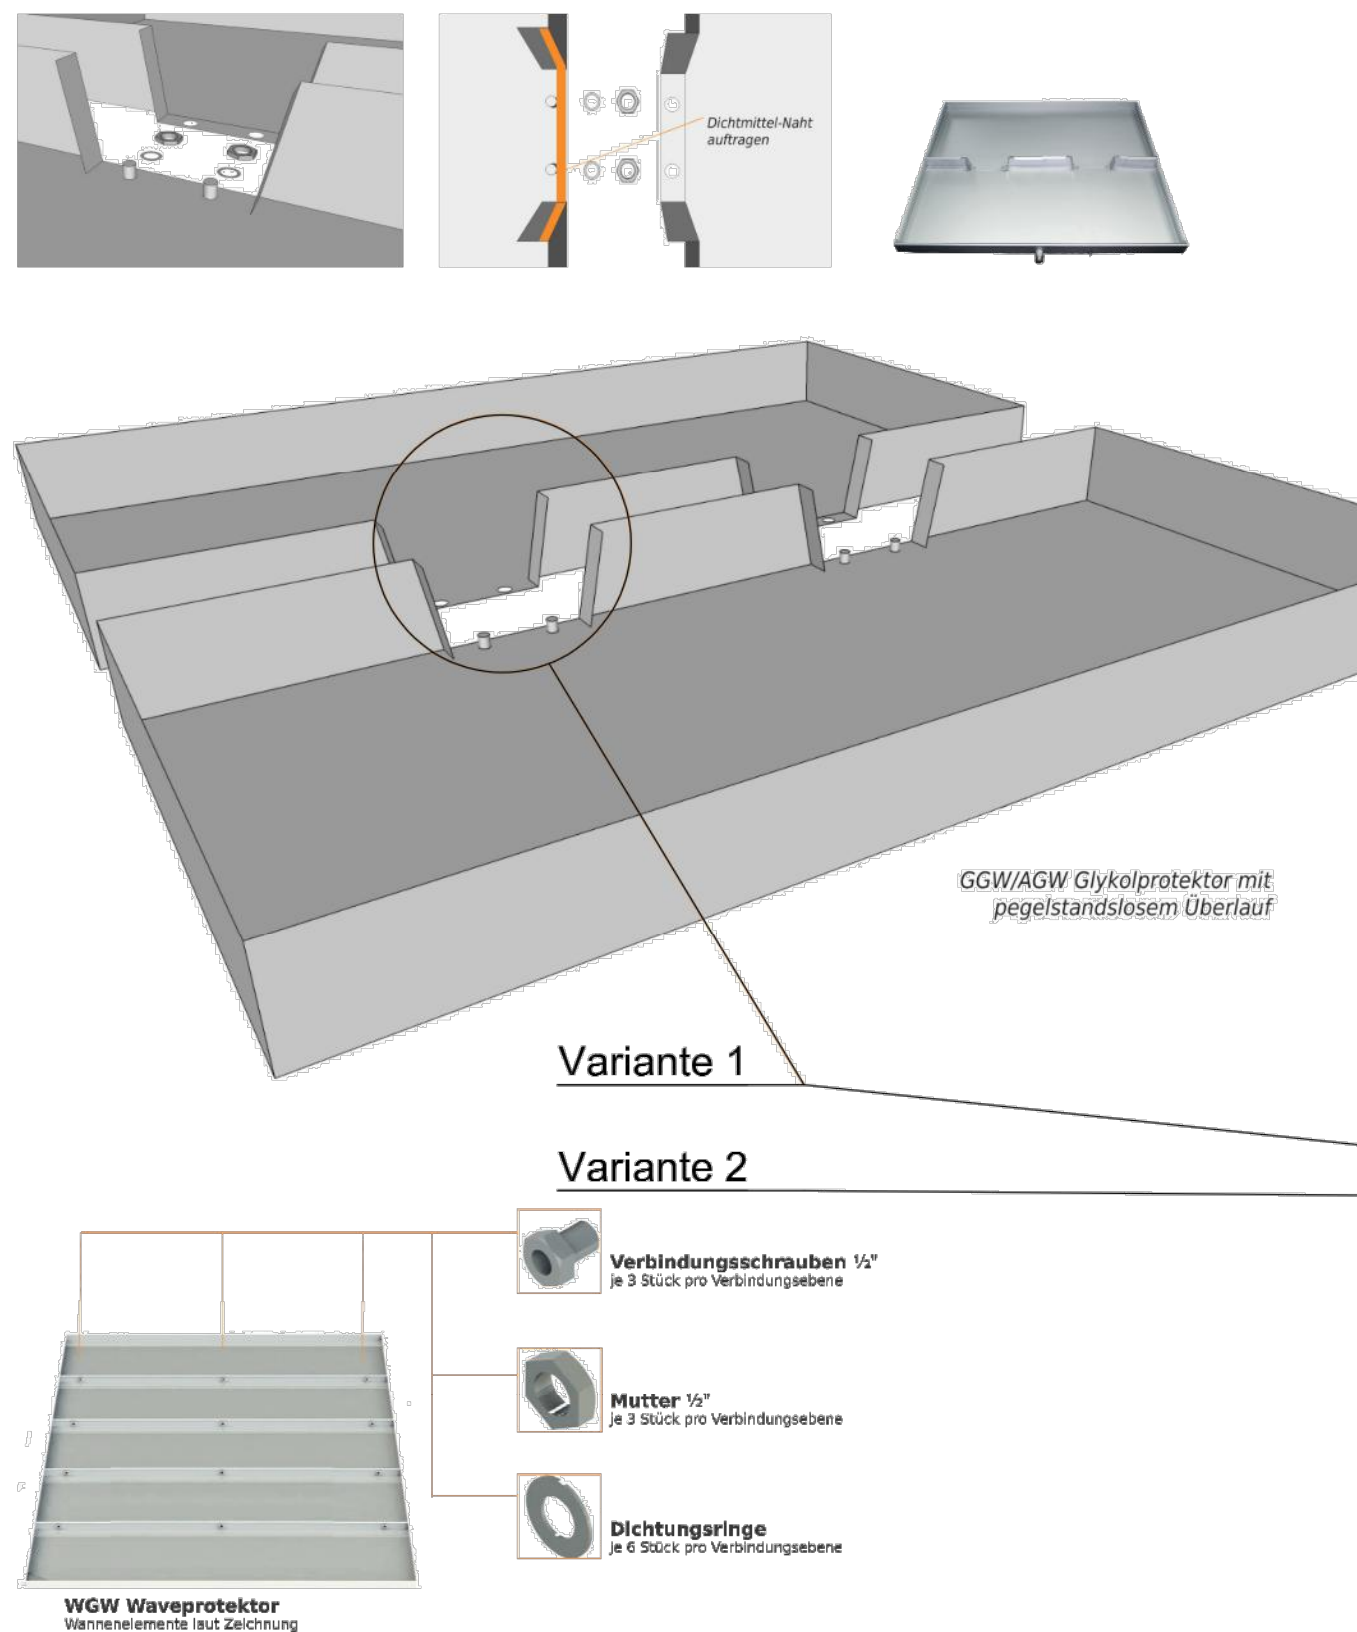 Dichtmittel-Naht
auftragen
GGW/AGW Glykolprotektor mit
pegelstandslosem Überlauf
Variante 1
Variante 2
Verbindungsschrauben ½"
je 3 Stück pro Verbindungsebene
Mutter ½"
je 3 Stück pro Verbindungsebene
Dichtungsringe
je 6 Stück pro Verbindungsebene
WGW Waveprotektor
Wannenelemente laut Zeichnung